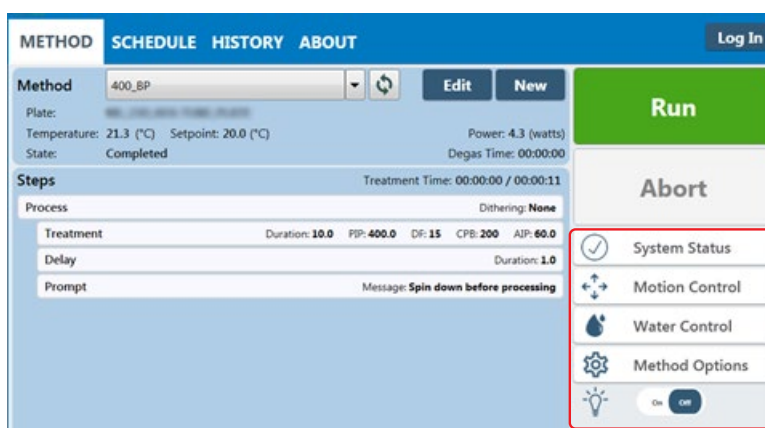 METHOD SCHEDULE HISTORY ABOUT Log In
Method 400_BP Edit New
Plate:
Temperature: 21.3 (°C) Setpoint: 20.0 (°C) Power: 4.3 (watts)
State: Completed Degas Time: 00:00:00
Steps Treatment Time: 00:00:00 / 00:00:11
Process Dithering: None
Treatment Duration: 10.0 PIP: 400.0 DF: 15 CPB: 200 AIP: 60.0
Delay Duration: 1.0
Prompt Message: Spin down before processing
Run
Abort
System Status
Motion Control
Water Control
Method Options
On Off